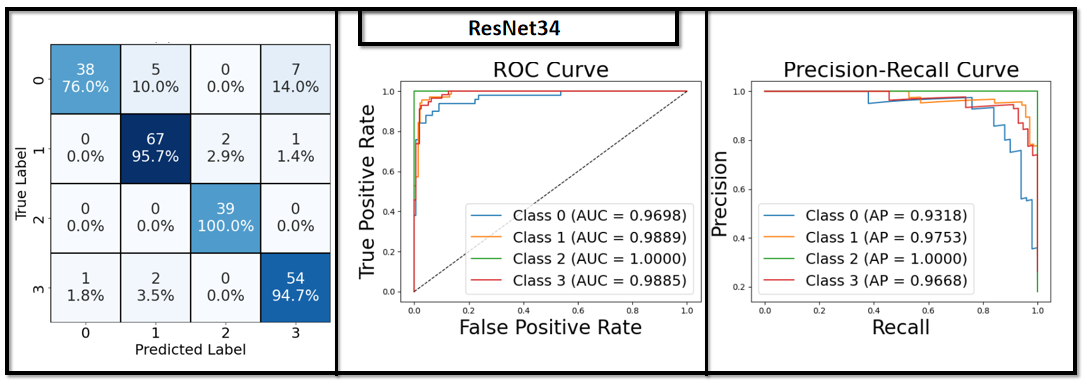 ResNet34
True Label
0
38
76.0%
5
10.0%
0
0.0%
7
14.0%
1
0
0.0%
67
95.7%
2
2.9%
1
1.4%
2
0
0.0%
0
0.0%
39
100.0%
0
0.0%
3
1
1.8%
2
3.5%
0
0.0%
54
94.7%
0 1 2 3
Predicted Label
ROC Curve
True Positive Rate
1.0
0.8
0.6
0.4
0.2
0.0
Class 0 (AUC = 0.9698)
Class 1 (AUC = 0.9889)
Class 2 (AUC = 1.0000)
Class 3 (AUC = 0.9885)
0.0 0.2 0.4 0.6 0.8 1.0
False Positive Rate
Precision-Recall Curve
Precision
1.0
0.8
0.6
0.4
0.2
Class 0 (AP = 0.9318)
Class 1 (AP = 0.9753)
Class 2 (AP = 1.0000)
Class 3 (AP = 0.9668)
0.0 0.2 0.4 0.6 0.8 1.0
Recall